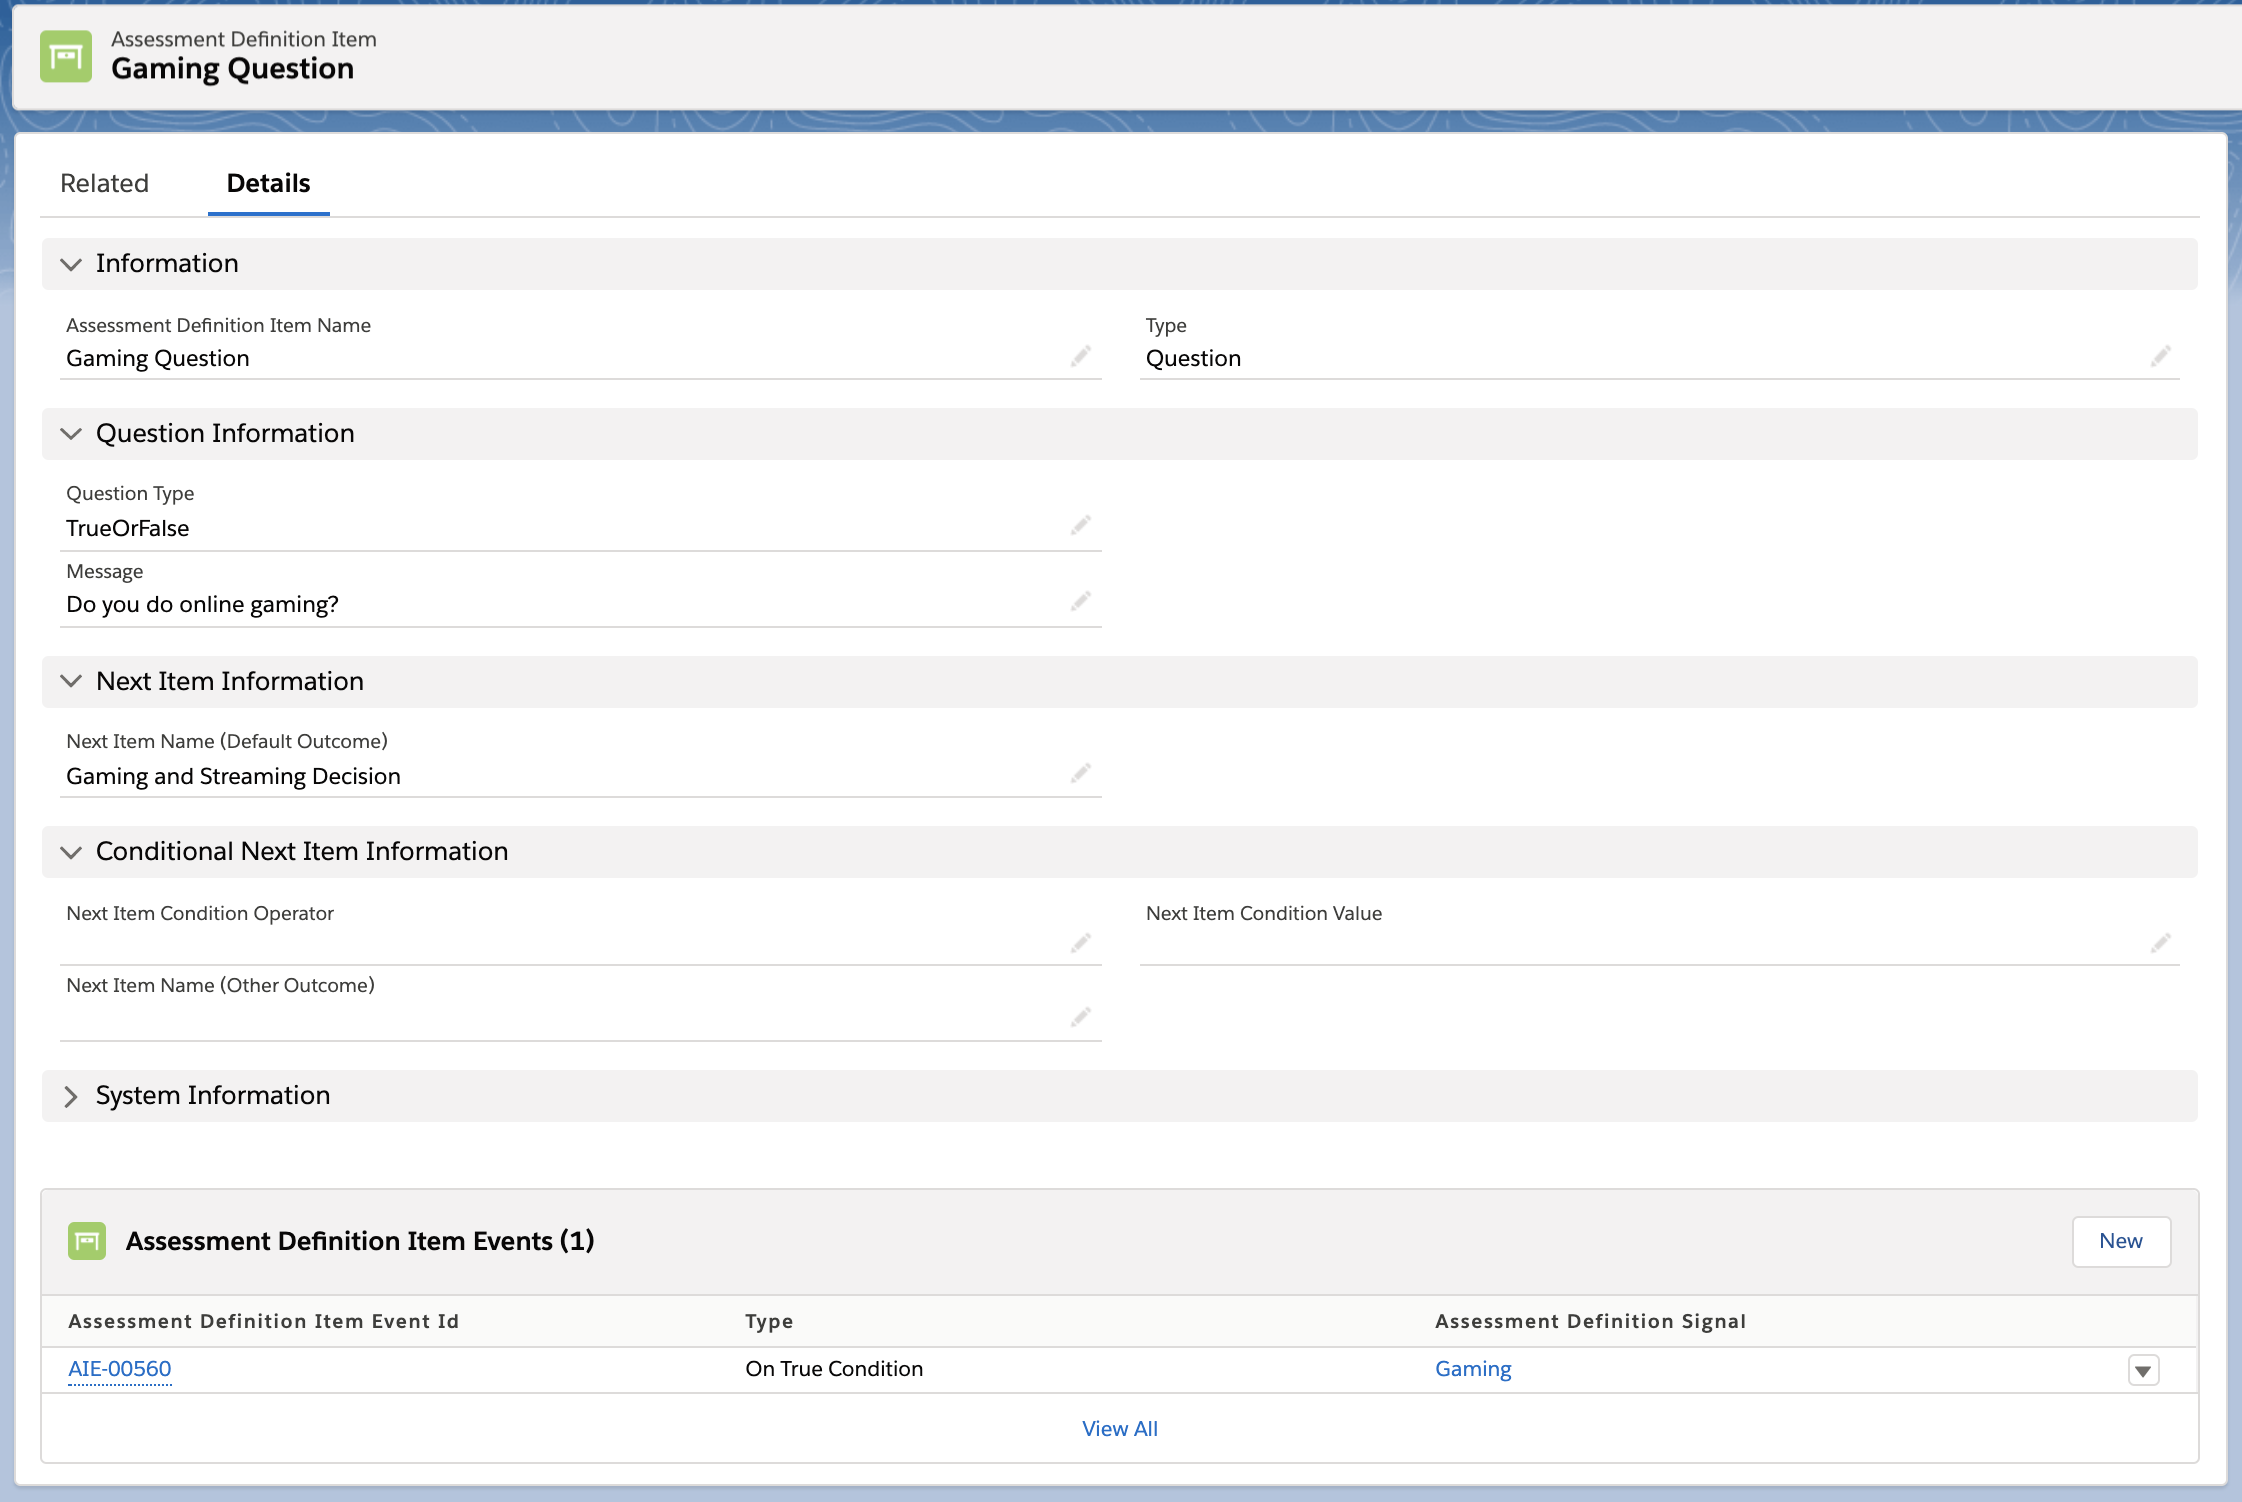 Assessment Definition Item
Gaming Question
Related Details
Information
Assessment Definition Item Name Type
Gaming Question Question
Question Information
Question Type
TrueOrFalse
Message
Do you do online gaming?
Next Item Information
Next Item Name (Default Outcome)
Gaming and Streaming Decision
Conditional Next Item Information
Next Item Condition Operator Next Item Condition Value
Next Item Name (Other Outcome)
System Information
Assessment Definition Item Events (1) New
Assessment Definition Item Event Id Type Assessment Definition Signal
AIE-00560 On True Condition Gaming
View All